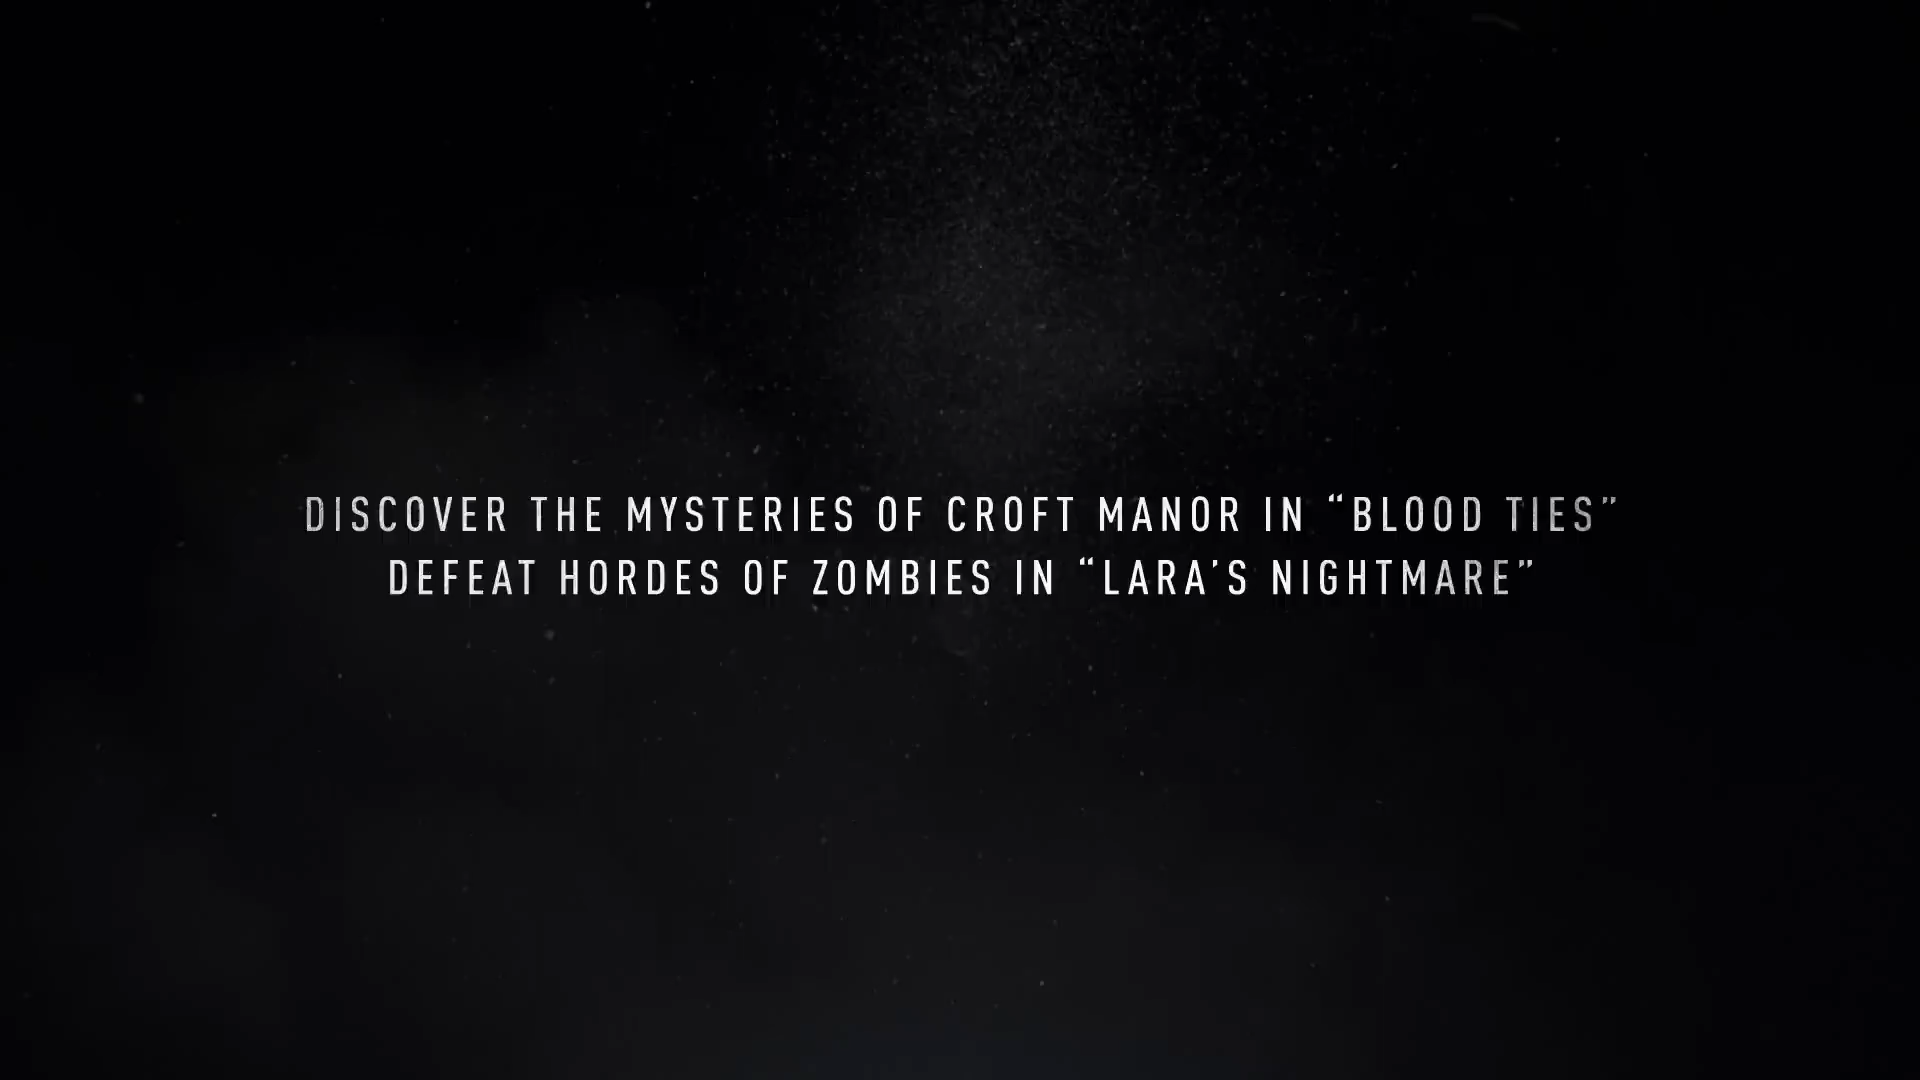 DISCOVER THE MYSTERIES OF CROFT MANOR IN “BLOOD TIES”
DEFEAT HORDES OF ZOMBIES IN “LARA’S NIGHTMARE”